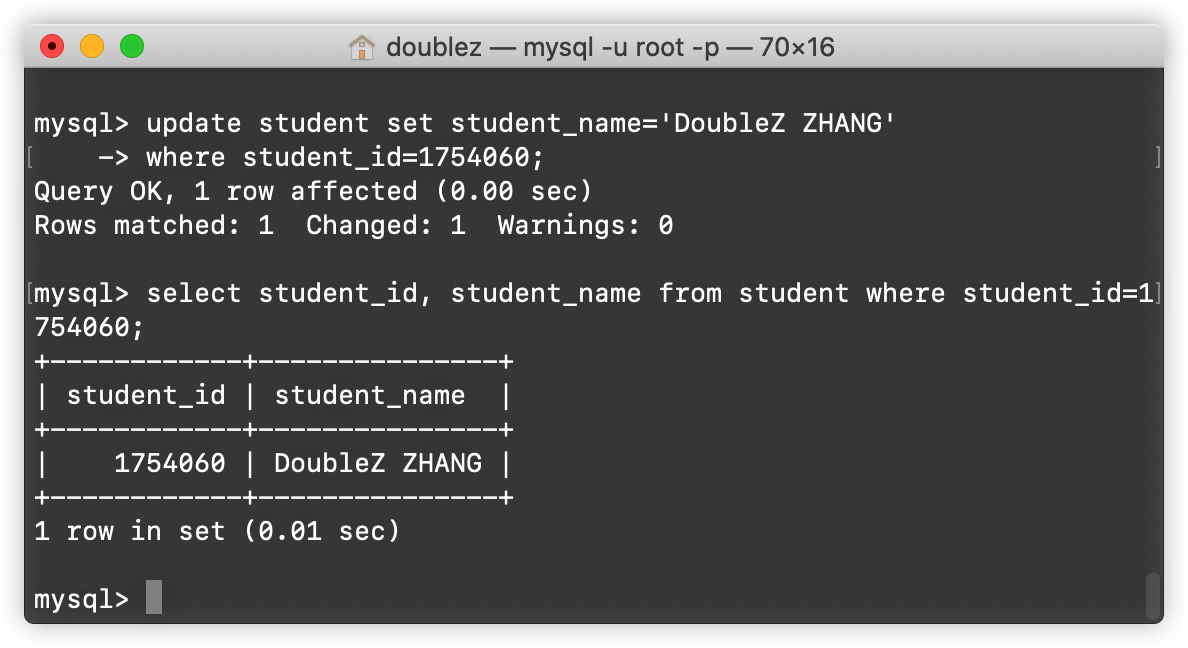 doublez — mysql -u root -p — 70×16
mysql> update student set student_name='DoubleZ ZHANG'
[    -> where student_id=1754060;                                      ]
Query OK, 1 row affected (0.00 sec)
Rows matched: 1  Changed: 1  Warnings: 0
[mysql> select student_id, student_name from student where student_id=1]
754060;
+------------+---------------+
| student_id | student_name  |
+------------+---------------+
|    1754060 | DoubleZ ZHANG |
+------------+---------------+
1 row in set (0.01 sec)
mysql>